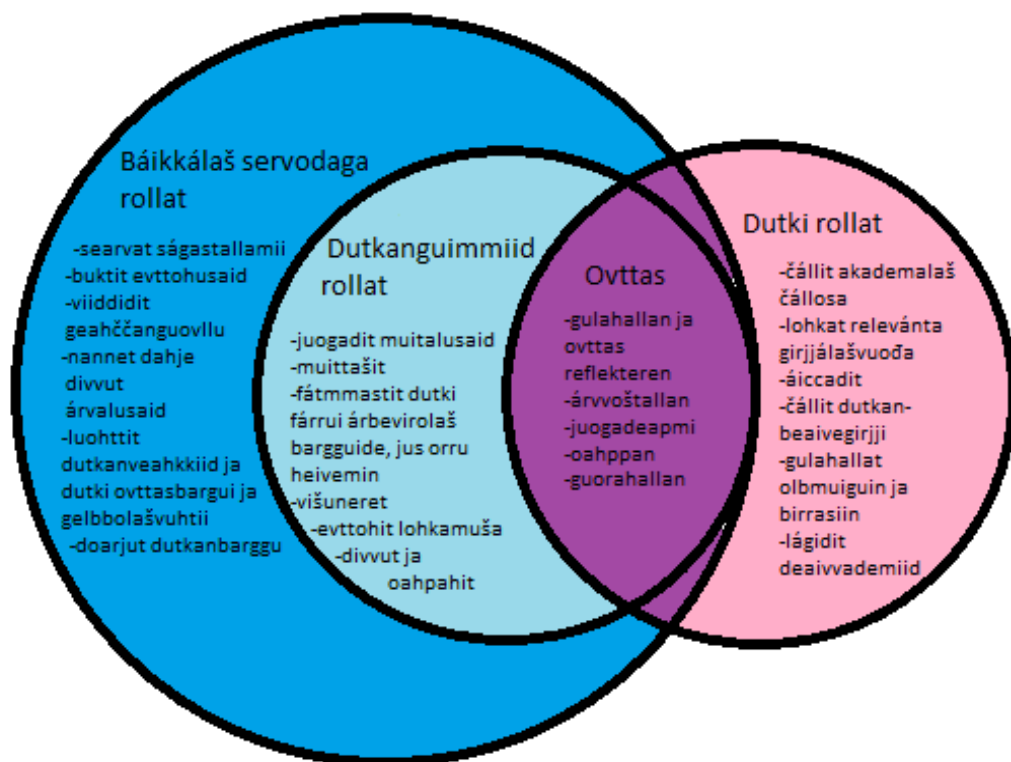 Báikkálaš servodaga
rollat
-searvat ságastallamii
-buktit evttohusaid
-viiddidit
geahččanguovllu
-nannet dahje
divvut
árvalusaid
-luohttit
dutkanveahkkiid ja
dutki ovttasbargui ja
gelbbolašvuhtii
-doarjut dutkanbarggu
Dutkanguimmiid
rollat
-juogadit muitalusaid
-muittašit
-fátmmastit dutki
fárrui árbevirolaš
bargguide, jus orru
heivemin
-višuneret
-evttohit lohkamuša
-divvut ja
oahpahit
Ovttas
-gulahallan ja
ovttas
reflekteren
-árvvoštallan
-juogadeapmi
-oahppan
-guorahallan
Dutki rollat
-čállit akademalaš
čállosa
-lohkat relevánta
girjjálašvuođa
-áiccadit
-čállit dutkan-
beaivegirjji
-gulahallat
olbmuiguin ja
birrasiin
-lágidit
deaivvademiid